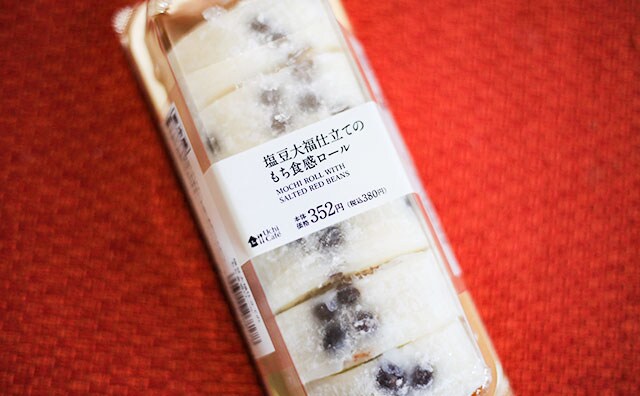 塩豆大福仕立ての
もち食感ロール
MOCHI ROLL WITH
SALTED RED BEANS
本体
価格 352円 (税込380円)
Uchi
Café